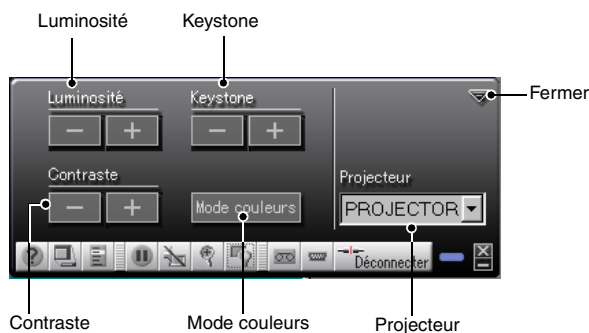 Luminosité Keystone
Fermer
Luminosité Keystone
− + − +
Contraste Projecteur
− + Mode couleurs PROJECTOR
? Déconnecter
Contraste Mode couleurs Projecteur